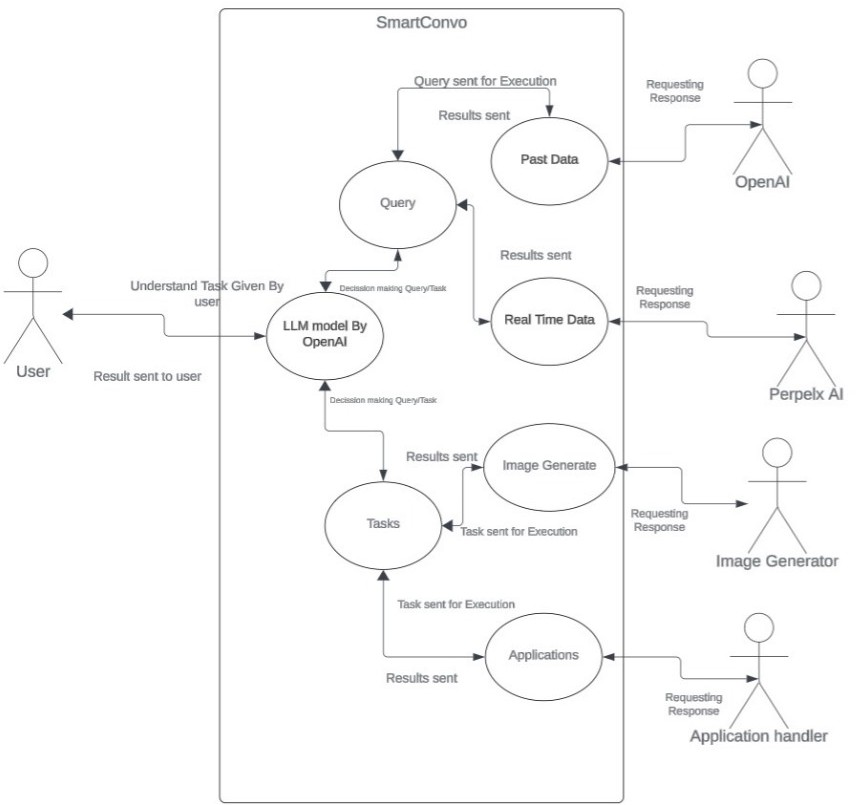 SmartConvo
Query sent for Execution
Results sent
Requesting
Response
Past Data
OpenAI
Query
Results sent
Understand Task Given By
user
Decission making Query/Task
LLM model By
OpenAI
Real Time Data
Requesting
Response
User
Result sent to user
Perpelx AI
Decission making Query/Task
Results sent
Image Generate
Tasks
Task sent for Execution
Requesting
Response
Image Generator
Task sent for Execution
Applications
Results sent
Requesting
Response
Application handler